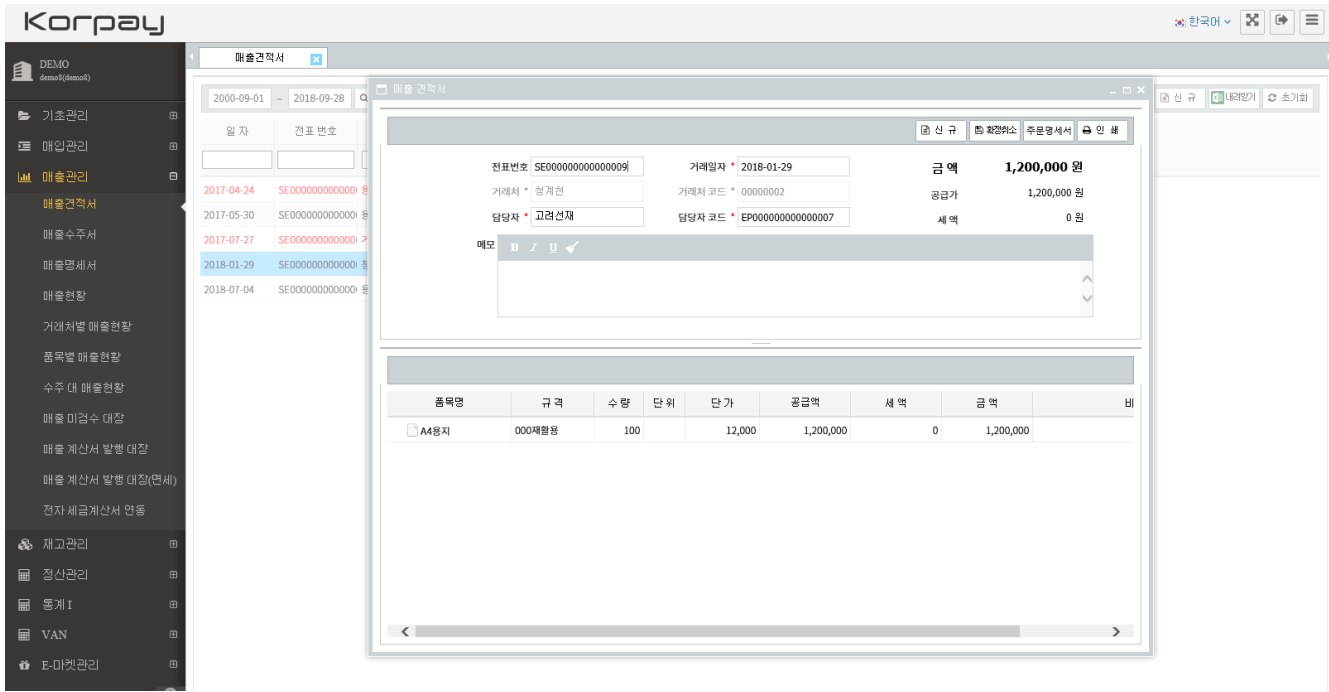 Korpay
한국어
DEMO
demo8(demo8)
기초관리
매입관리
매출관리
매출견적서
매출수주서
매출명세서
매출현황
거래처별 매출현황
품목별 매출현황
수주 대 매출현황
매출 미검수 대장
매출 계산서 발행 대장
매출 계산서 발행 대장(면세)
전자 세금계산서 연동
재고관리
정산관리
통계 I
VAN
E-마켓관리
매출견적서
2000-09-01 ~ 2018-09-28
신 규 내려받기 초기화
일 자 전표 번호
2017-04-24 SE000000000000
2017-05-30 SE000000000000
2017-07-27 SE000000000000
2018-01-29 SE000000000000
2018-07-04 SE000000000000
매출 견적서
신 규 확정취소 주문명세서 인 쇄
전표번호 SE000000000000009 거래일자 * 2018-01-29 금 액 1,200,000 원
거래처 * 청계천 거래처 코드 * 00000002 공급가 1,200,000 원
담당자 * 고려선재 담당자 코드 * EP000000000000007 세 액 0 원
메모 B I U
품목명 규 격 수 량 단 위 단 가 공급액 세 액 금 액 비
A4용지 000재활용 100 12,000 1,200,000 0 1,200,000